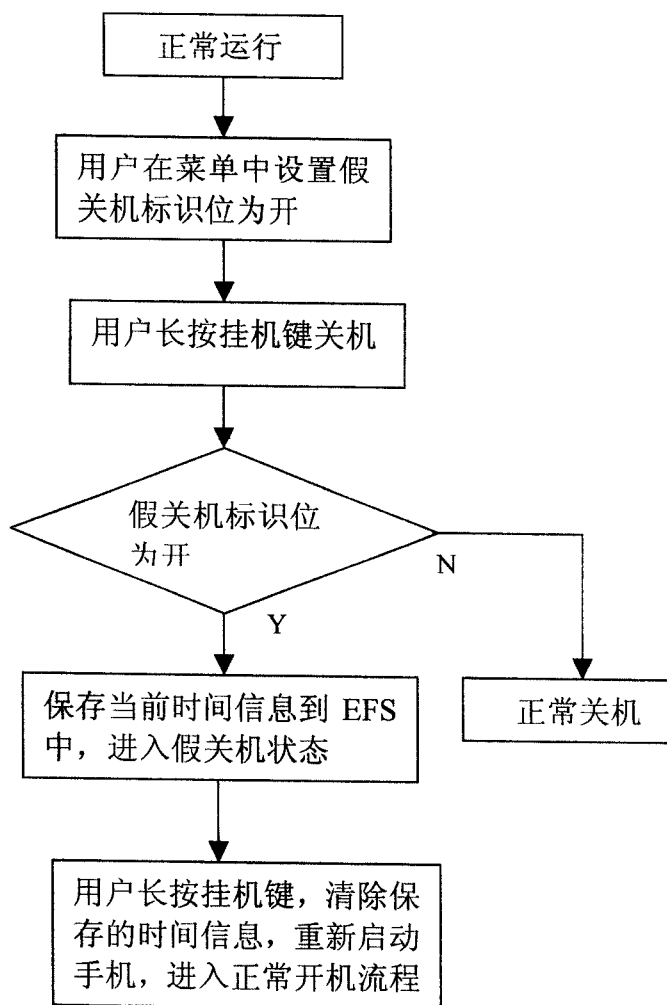 正常运行
用户在菜单中设置假
关机标识位为开
用户长按挂机键关机
假关机标识位
为开
N
Y
保存当前时间信息到 EFS
中，进入假关机状态
正常关机
用户长按挂机键，清除保
存的时间信息，重新启动
手机，进入正常开机流程